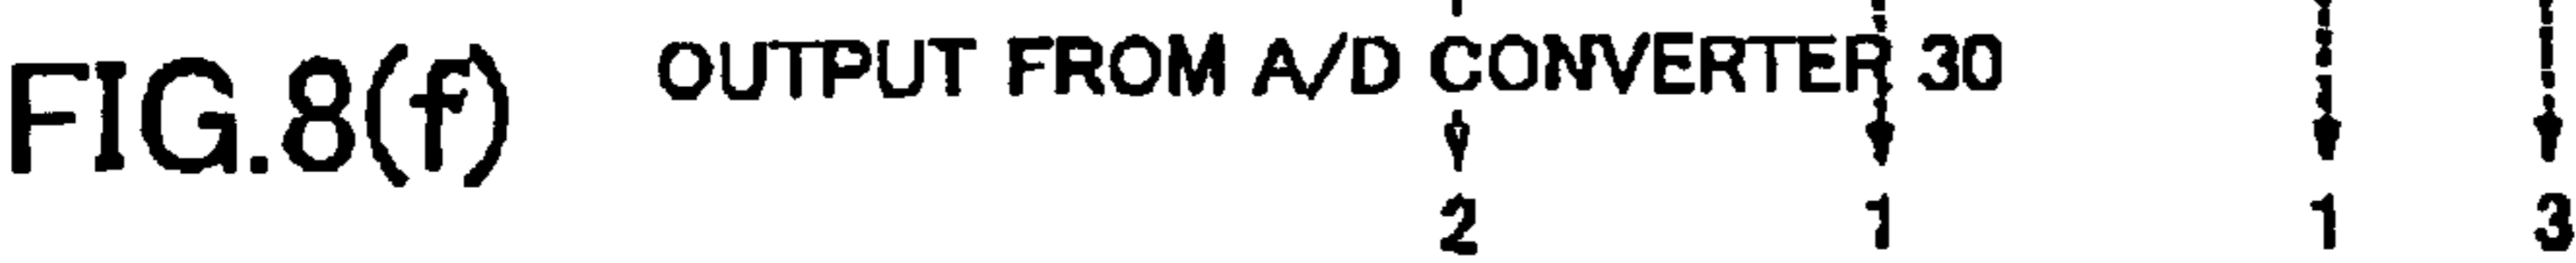 FIG.8(f) OUTPUT FROM A/D CONVERTER 30
2 1 1 3